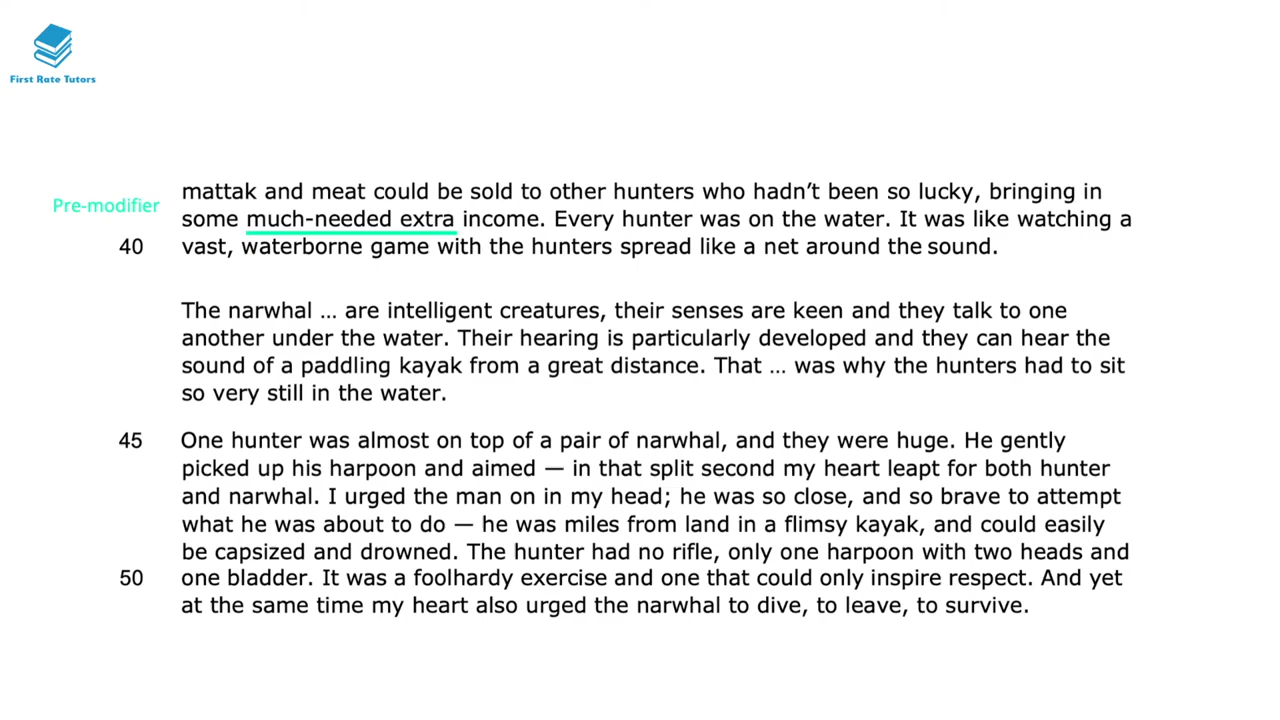 First Rate Tutors
mattak and meat could be sold to other hunters who hadn’t been so lucky, bringing in
Pre-modifier
some much-needed extra income. Every hunter was on the water. It was like watching a
40 vast, waterborne game with the hunters spread like a net around the sound.
The narwhal … are intelligent creatures, their senses are keen and they talk to one
another under the water. Their hearing is particularly developed and they can hear the
sound of a paddling kayak from a great distance. That … was why the hunters had to sit
so very still in the water.
45 One hunter was almost on top of a pair of narwhal, and they were huge. He gently
picked up his harpoon and aimed — in that split second my heart leapt for both hunter
and narwhal. I urged the man on in my head; he was so close, and so brave to attempt
what he was about to do — he was miles from land in a flimsy kayak, and could easily
be capsized and drowned. The hunter had no rifle, only one harpoon with two heads and
50 one bladder. It was a foolhardy exercise and one that could only inspire respect. And yet
at the same time my heart also urged the narwhal to dive, to leave, to survive.